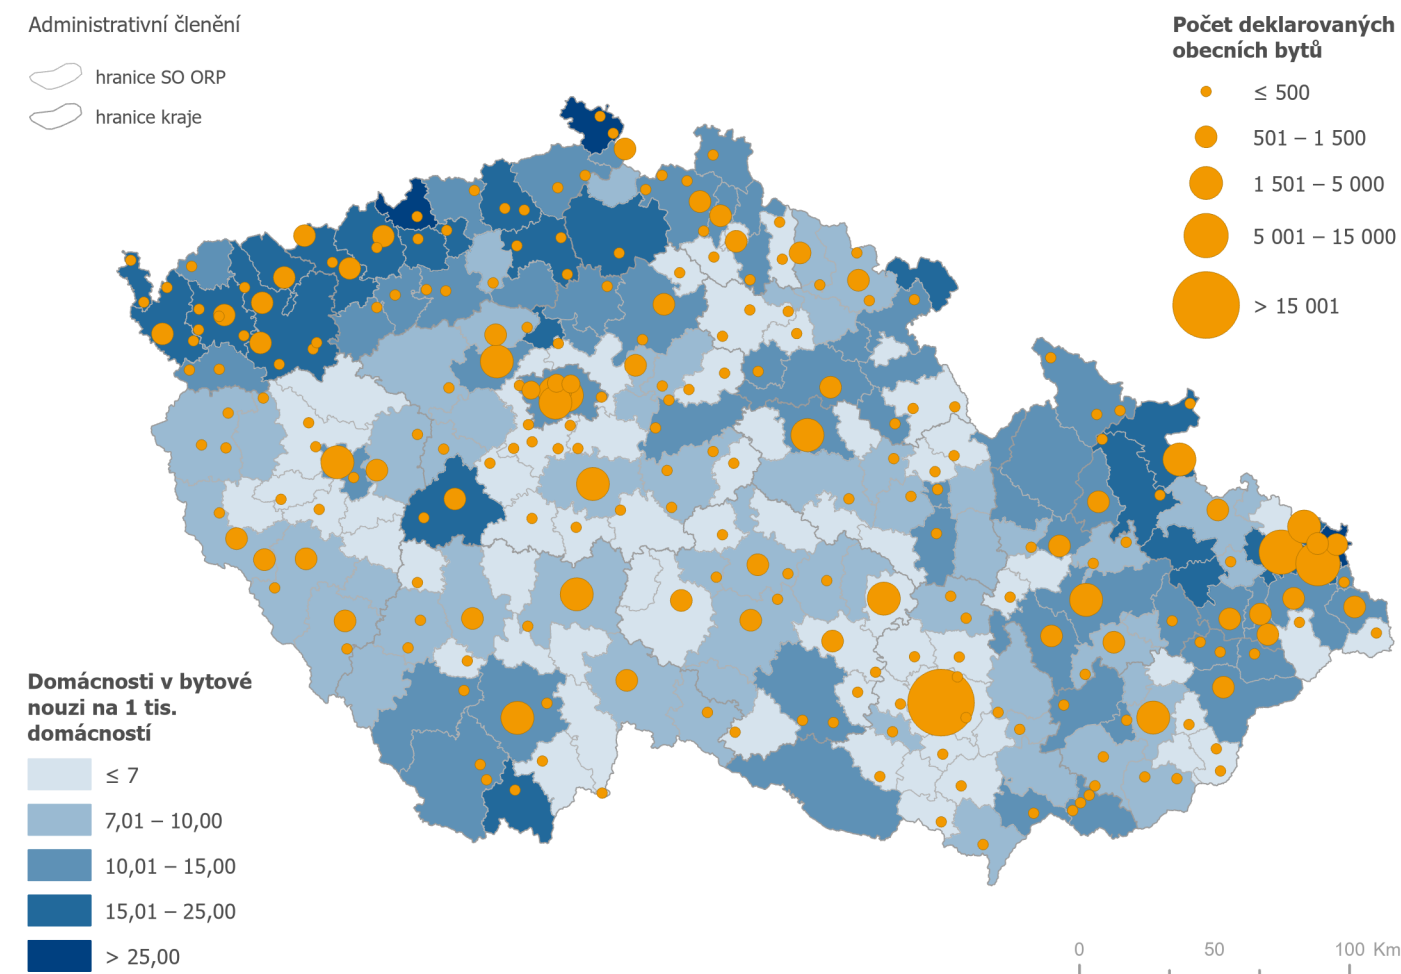 Administrativní členění
hranice SO ORP
hranice kraje
Počet deklarovaných
obecních bytů
≤ 500
501 – 1 500
1 501 – 5 000
5 001 – 15 000
> 15 001
Domácnosti v bytové
nouzi na 1 tis.
domácností
≤ 7
7,01 – 10,00
10,01 – 15,00
15,01 – 25,00
> 25,00
0 50 100 Km